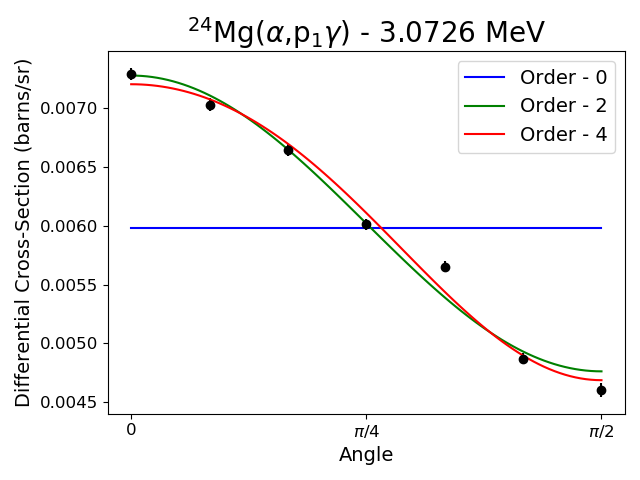 ²⁴Mg(α,p₁γ) - 3.0726 MeV
Differential Cross-Section (barns/sr)
0.0070
0.0065
0.0060
0.0055
0.0050
0.0045
Order - 0
Order - 2
Order - 4
0 π/4 π/2
Angle